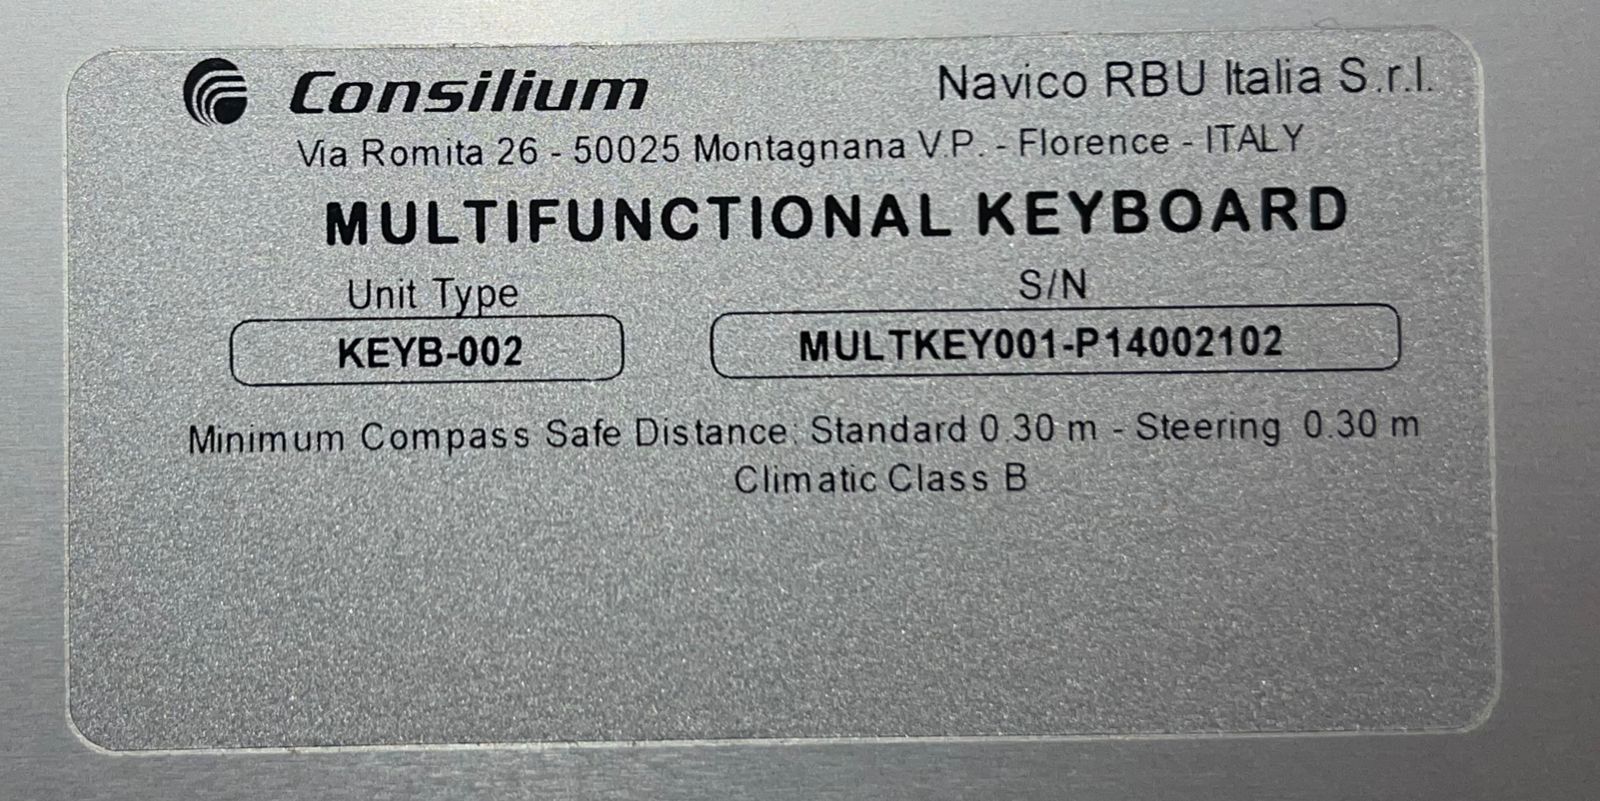 Consilium Navico RBU Italia S.r.l.
Via Romita 26 - 50025 Montagnana V.P. - Florence - ITALY
MULTIFUNCTIONAL KEYBOARD
Unit Type S/N
KEYB-002 MULTKEY001-P14002102
Minimum Compass Safe Distance: Standard 0.30 m - Steering 0.30 m
Climatic Class B